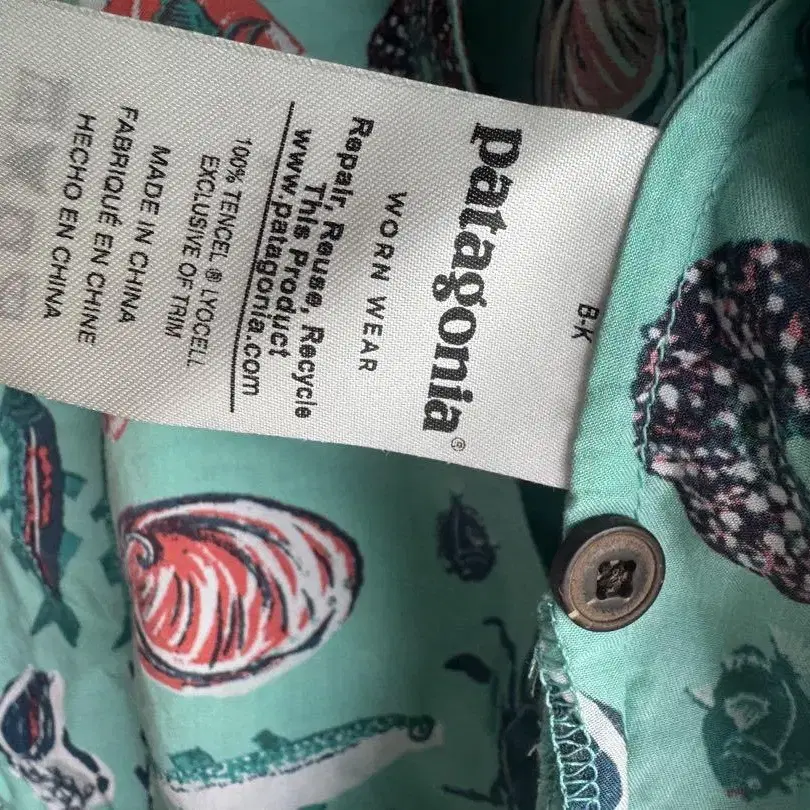 B-K
patagonia®
WORN WEAR
Repair, Reuse, Recycle
This Product
www.patagonia.com
100% TENCEL ® LYOCELL
EXCLUSIVE OF TRIM
MADE IN CHINA
FABRIQUÉ EN CHINE
HECHO EN CHINA